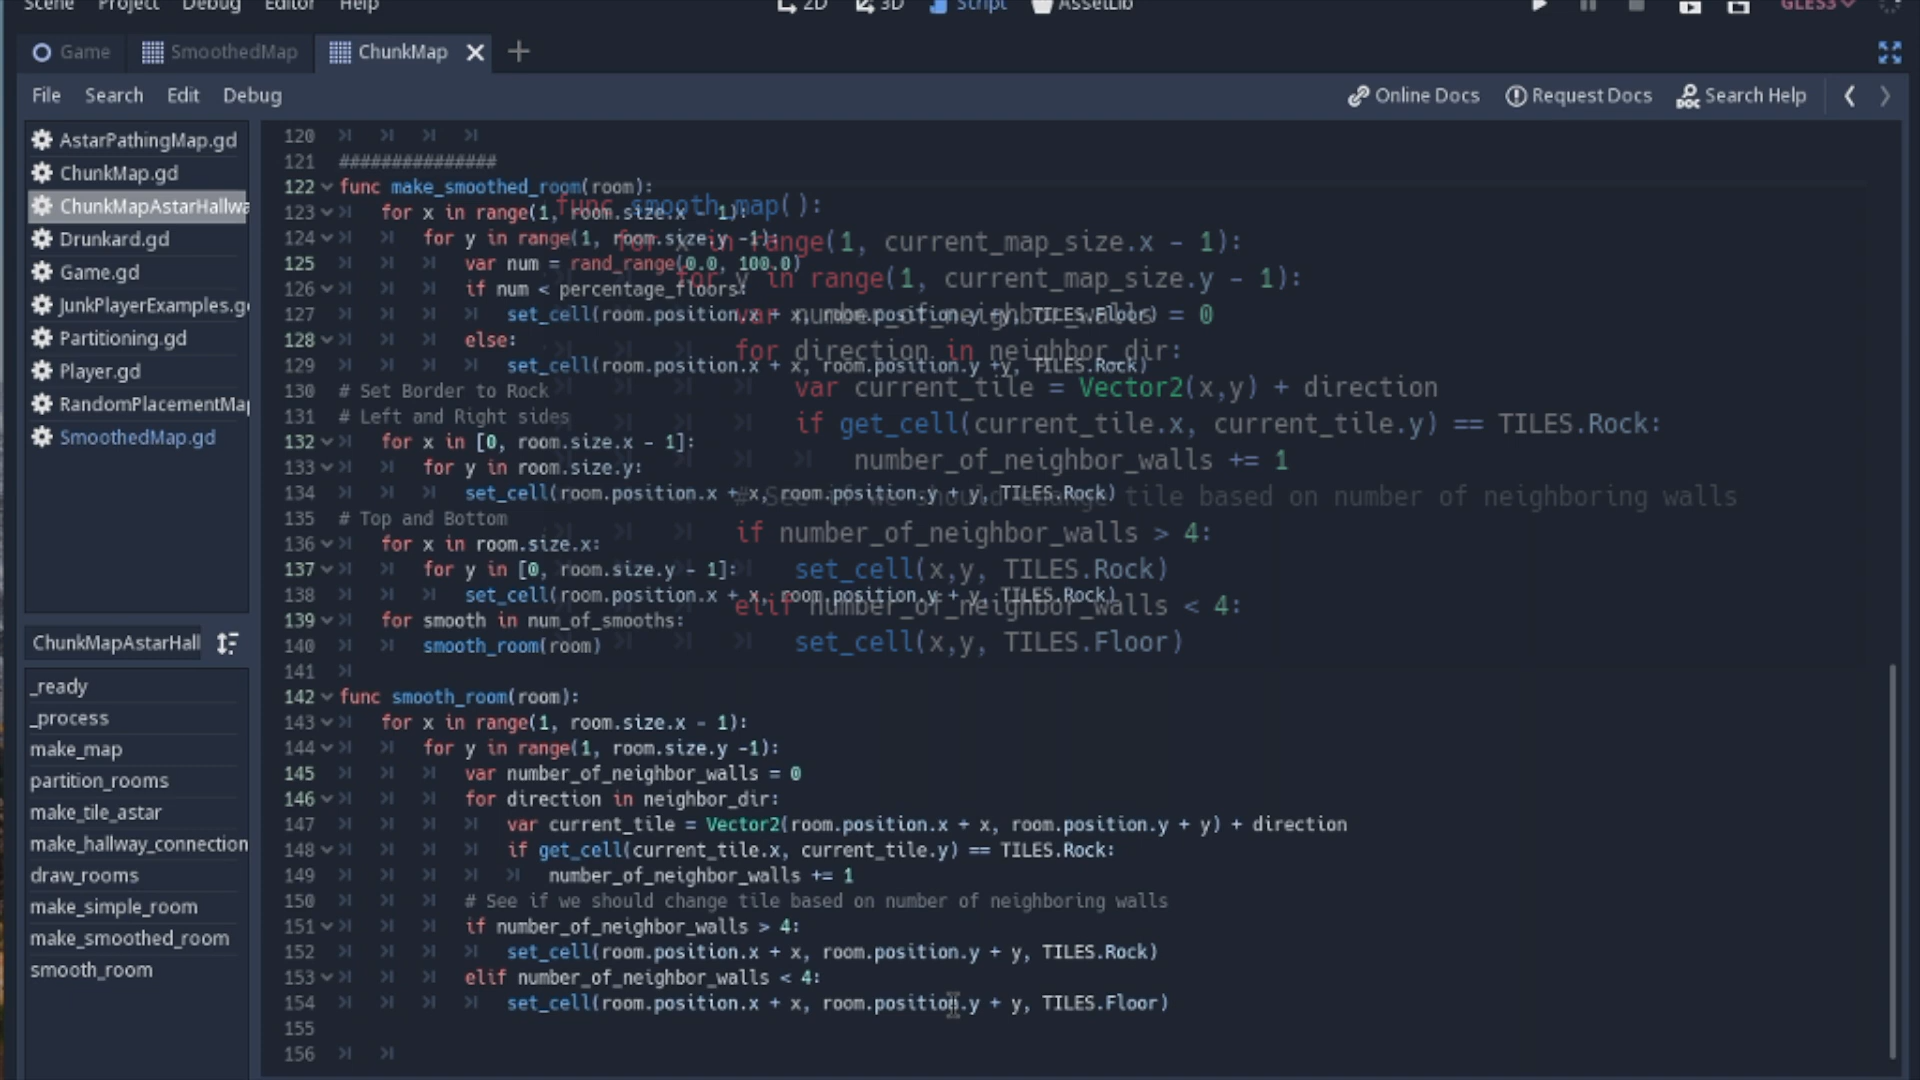 Scene Project Debug Editor Help 2D 3D Script AssetLib GLES3
Game SmoothedMap ChunkMap
File Search Edit Debug Online Docs Request Docs Search Help
AstarPathingMap.gd
ChunkMap.gd
ChunkMapAstarHallwa
Drunkard.gd
Game.gd
JunkPlayerExamples.g
Partitioning.gd
Player.gd
RandomPlacementMa
SmoothedMap.gd
ChunkMapAstarHall
_ready
_process
make_map
partition_rooms
make_tile_astar
make_hallway_connection
draw_rooms
make_simple_room
make_smoothed_room
smooth_room
120
121 ###############
122 func make_smoothed_room(room):
123 for x in range(1, room.size.x - 1):
124 for y in range(1, room.size.y -1):
125 var num = rand_range(0.0, 100.0)
126 if num < percentage_floors:
127 set_cell(room.position.x + x, room.position.y +y, TILES.Floor)
128 else:
129 set_cell(room.position.x + x, room.position.y +y, TILES.Rock)
130 # Set Border to Rock
131 # Left and Right sides
132 for x in [0, room.size.x - 1]:
133 for y in room.size.y:
134 set_cell(room.position.x + x, room.position.y + y, TILES.Rock)
135 # Top and Bottom
136 for x in room.size.x:
137 for y in [0, room.size.y - 1]:
138 set_cell(room.position.x + x, room.position.y + y, TILES.Rock)
139 for smooth in num_of_smooths:
140 smooth_room(room)
141
142 func smooth_room(room):
143 for x in range(1, room.size.x - 1):
144 for y in range(1, room.size.y -1):
145 var number_of_neighbor_walls = 0
146 for direction in neighbor_dir:
147 var current_tile = Vector2(room.position.x + x, room.position.y + y) + direction
148 if get_cell(current_tile.x, current_tile.y) == TILES.Rock:
149 number_of_neighbor_walls += 1
150 # See if we should change tile based on number of neighboring walls
151 if number_of_neighbor_walls > 4:
152 set_cell(room.position.x + x, room.position.y + y, TILES.Rock)
153 elif number_of_neighbor_walls < 4:
154 set_cell(room.position.x + x, room.position.y + y, TILES.Floor)
155
156
func smooth_map():
for x in range(1, current_map_size.x - 1):
for y in range(1, current_map_size.y - 1):
var number_of_neighbor_walls = 0
for direction in neighbor_dir:
var current_tile = Vector2(x,y) + direction
if get_cell(current_tile.x, current_tile.y) == TILES.Rock:
number_of_neighbor_walls += 1
# See if we should change tile based on number of neighboring walls
if number_of_neighbor_walls > 4:
set_cell(x,y, TILES.Rock)
elif number_of_neighbor_walls < 4:
set_cell(x,y, TILES.Floor)